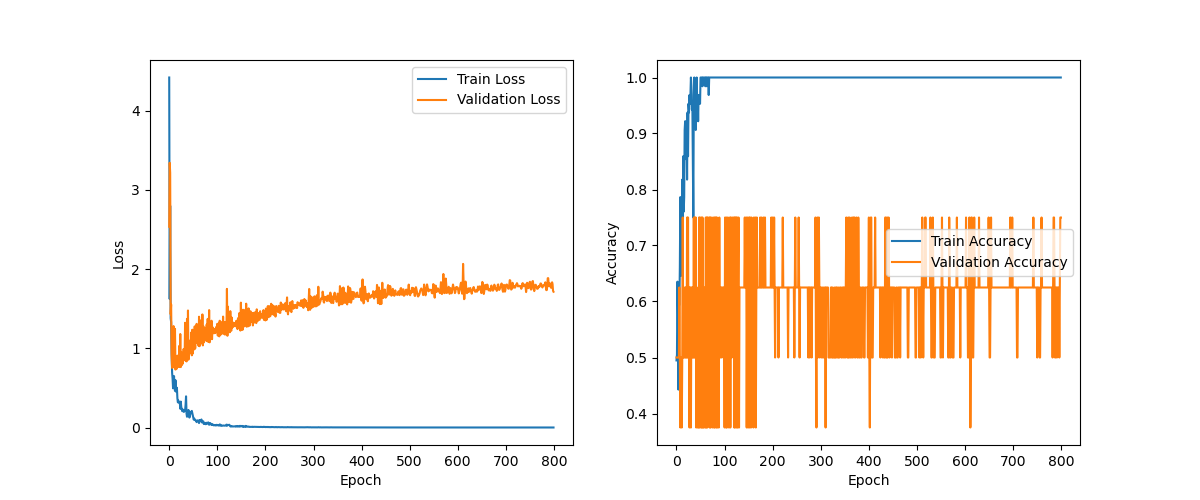 Train Loss
Validation Loss
4
3
2
1
0
Loss
0 100 200 300 400 500 600 700 800
Epoch
1.0
0.9
0.8
0.7
0.6
0.5
0.4
Accuracy
Train Accuracy
Validation Accuracy
0 100 200 300 400 500 600 700 800
Epoch